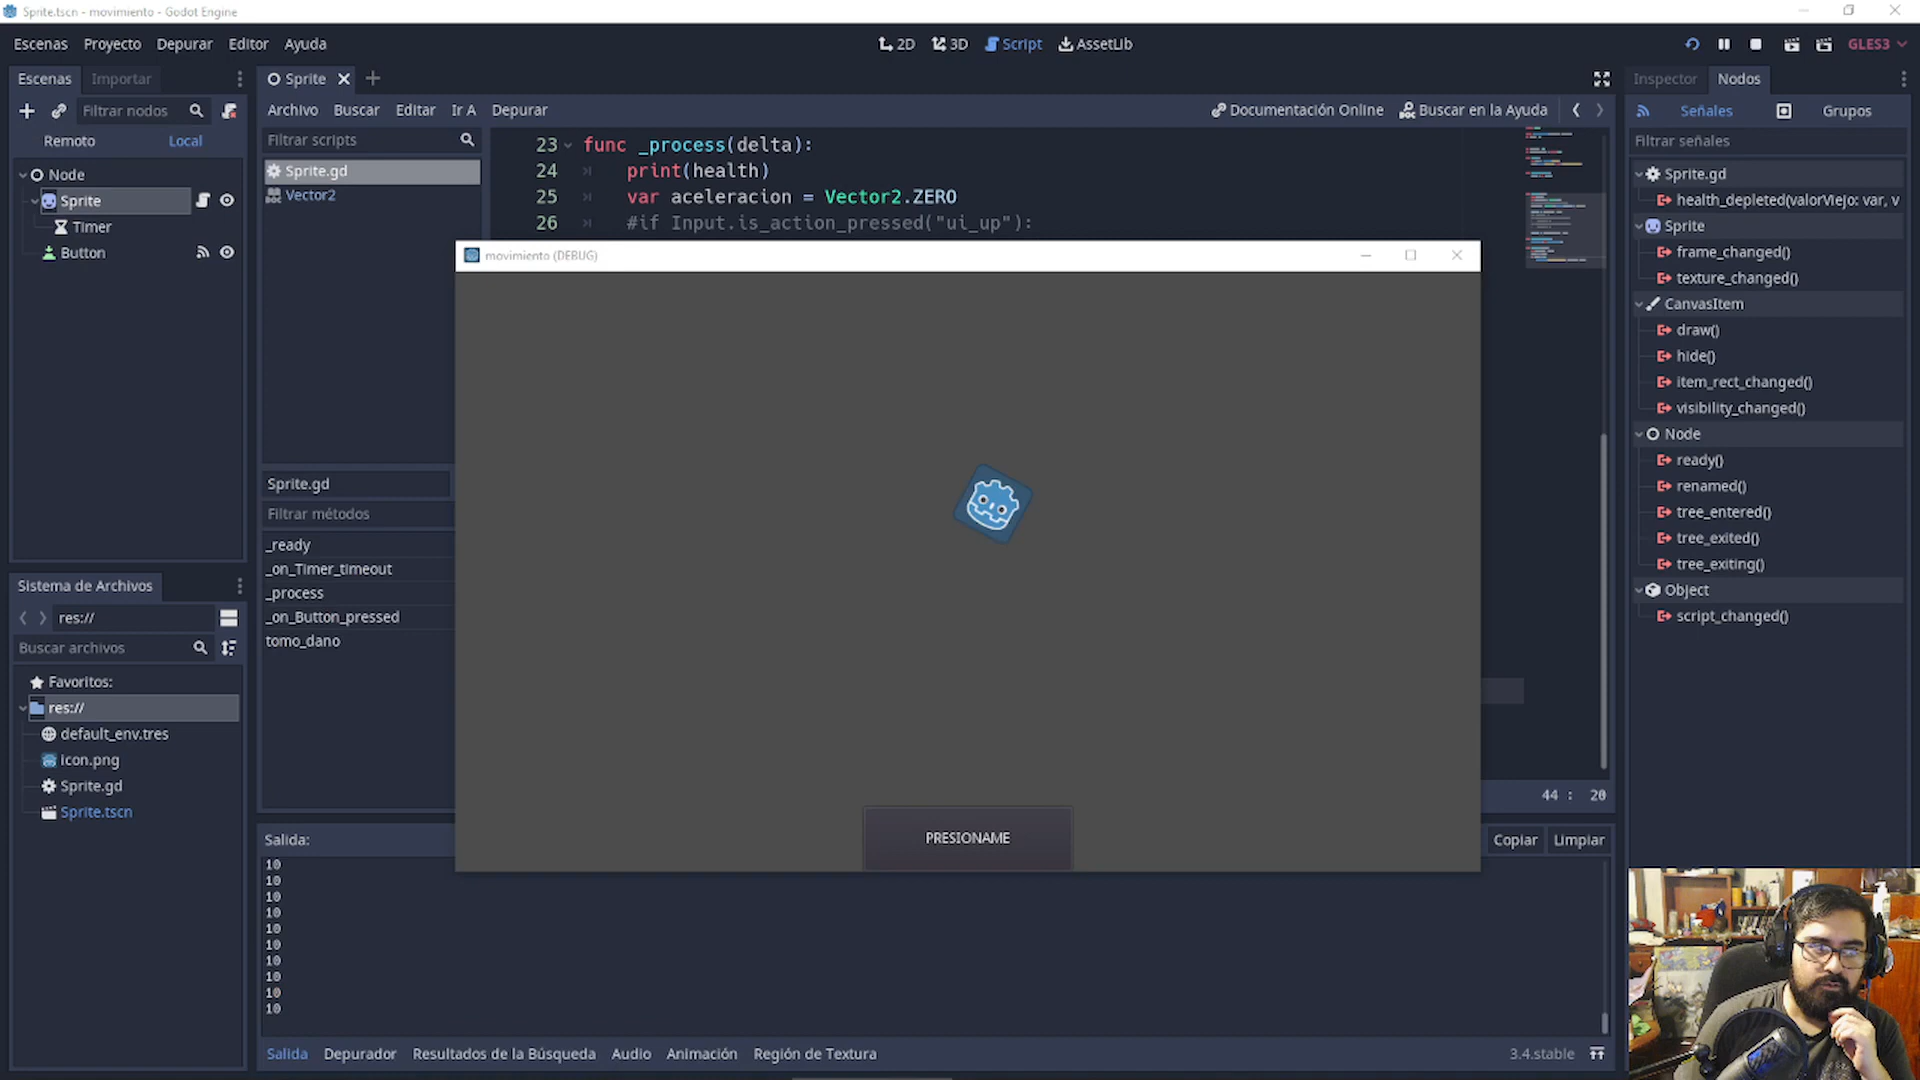 Sprite.tscn - movimiento - Godot Engine
Escenas Proyecto Depurar Editor Ayuda
2D 3D Script AssetLib
GLES3
Escenas Importar
Filtrar nodos
Remoto Local
Node
Sprite
Timer
Button
Sistema de Archivos
res://
Buscar archivos
Favoritos:
res://
default_env.tres
icon.png
Sprite.gd
Sprite.tscn
Sprite
Archivo Buscar Editar Ir A Depurar
Documentación Online Buscar en la Ayuda
Filtrar scripts
Sprite.gd
Vector2
Sprite.gd
Filtrar métodos
_ready
_on_Timer_timeout
_process
_on_Button_pressed
tomo_dano
23 func _process(delta):
24 print(health)
25 var aceleracion = Vector2.ZERO
26 #if Input.is_action_pressed("ui_up"):
movimiento (DEBUG)
PRESIONAME
44 : 20
Salida:
Copiar Limpiar
10
10
10
10
10
10
10
10
10
10
Salida Depurador Resultados de la Búsqueda Audio Animación Región de Textura
3.4.stable
Inspector Nodos
Señales Grupos
Filtrar señales
Sprite.gd
health_depleted(valorViejo: var, v
Sprite
frame_changed()
texture_changed()
CanvasItem
draw()
hide()
item_rect_changed()
visibility_changed()
Node
ready()
renamed()
tree_entered()
tree_exited()
tree_exiting()
Object
script_changed()